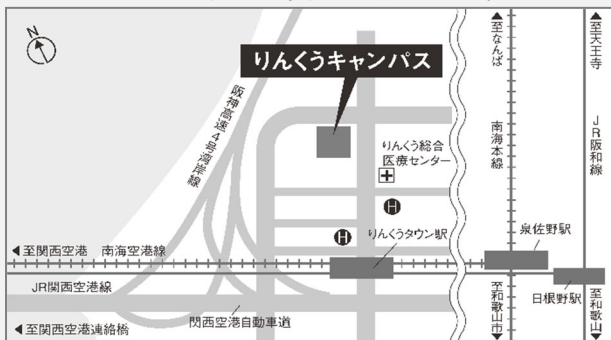 りんくうキャンパス
阪神高速4号湾岸線
りんくう総合
医療センター
H
H
りんくうタウン駅
◀至関西空港 南海空港線
JR関西空港線
◀至関西空港連絡橋
関西空港自動車道
◀至なんば
南海本線
至和歌山市▶
泉佐野駅
◀至天王寺
JR阪和線
日根野駅
至和歌山▶
N